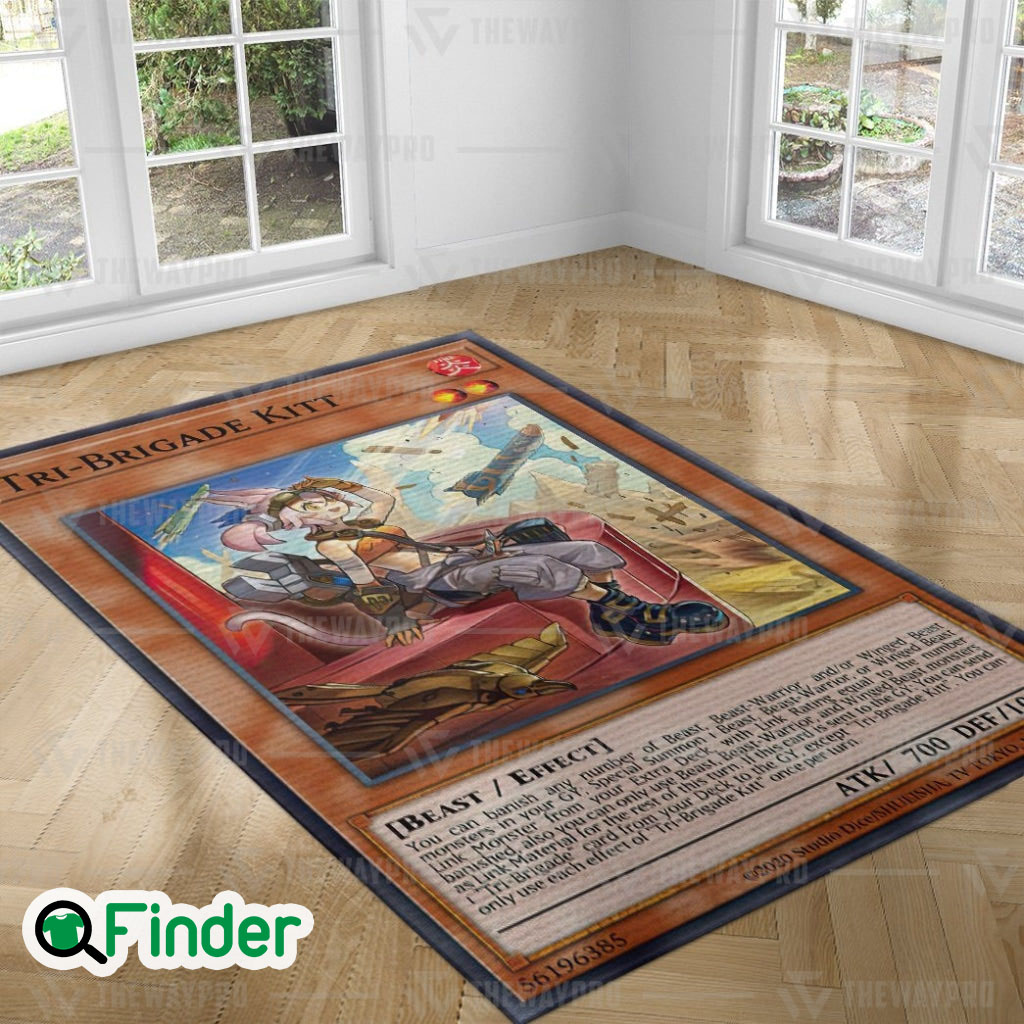 THEWAYPRO
TRI-BRIGADE KITT
炎
[BEAST / EFFECT]
You can banish any number of Beast, Beast-Warrior and/or Winged Beast
monsters in your GY; Special Summon 1 Beast, Beast-Warrior, or Winged Beast
Link Monster from your Extra Deck with Link Rating equal to the number
banished, also you can only use Beast, Beast-Warrior, and Winged Beast monsters
as Link Material for the rest of this turn. If this card is sent to the GY: You can send
1 "Tri-Brigade" card from your Deck to the GY, except "Tri-Brigade Kitt". You can
only use each effect of "Tri-Brigade Kitt" once per turn.
ATK/ 700 DEF/10
56196385
©2020 Studio Dice/SHUEISHA, TV TOKYO,
Finder